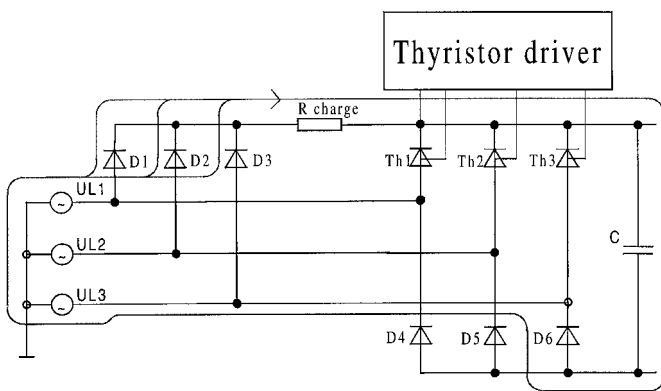 Thyristor driver
R charge
D1
D2
D3
Th1
Th2
Th3
UL1
~
UL2
~
C
UL3
~
D4
D5
D6